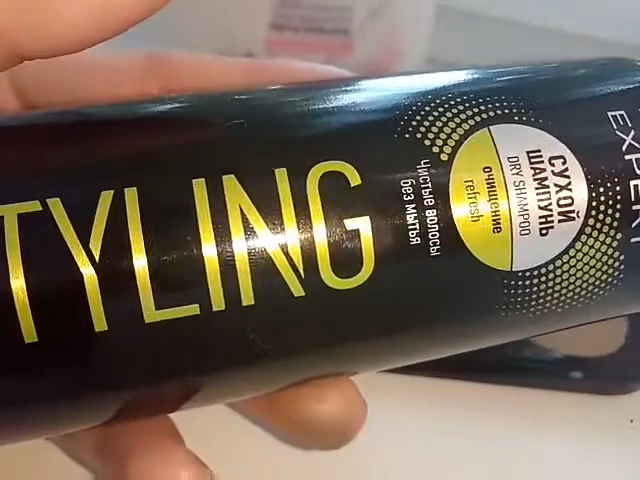 EXPERT
СУХОЙ
ШАМПУНЬ
DRY SHAMPOO
очищение
refresh
Чистые волосы
без мытья
TYLING